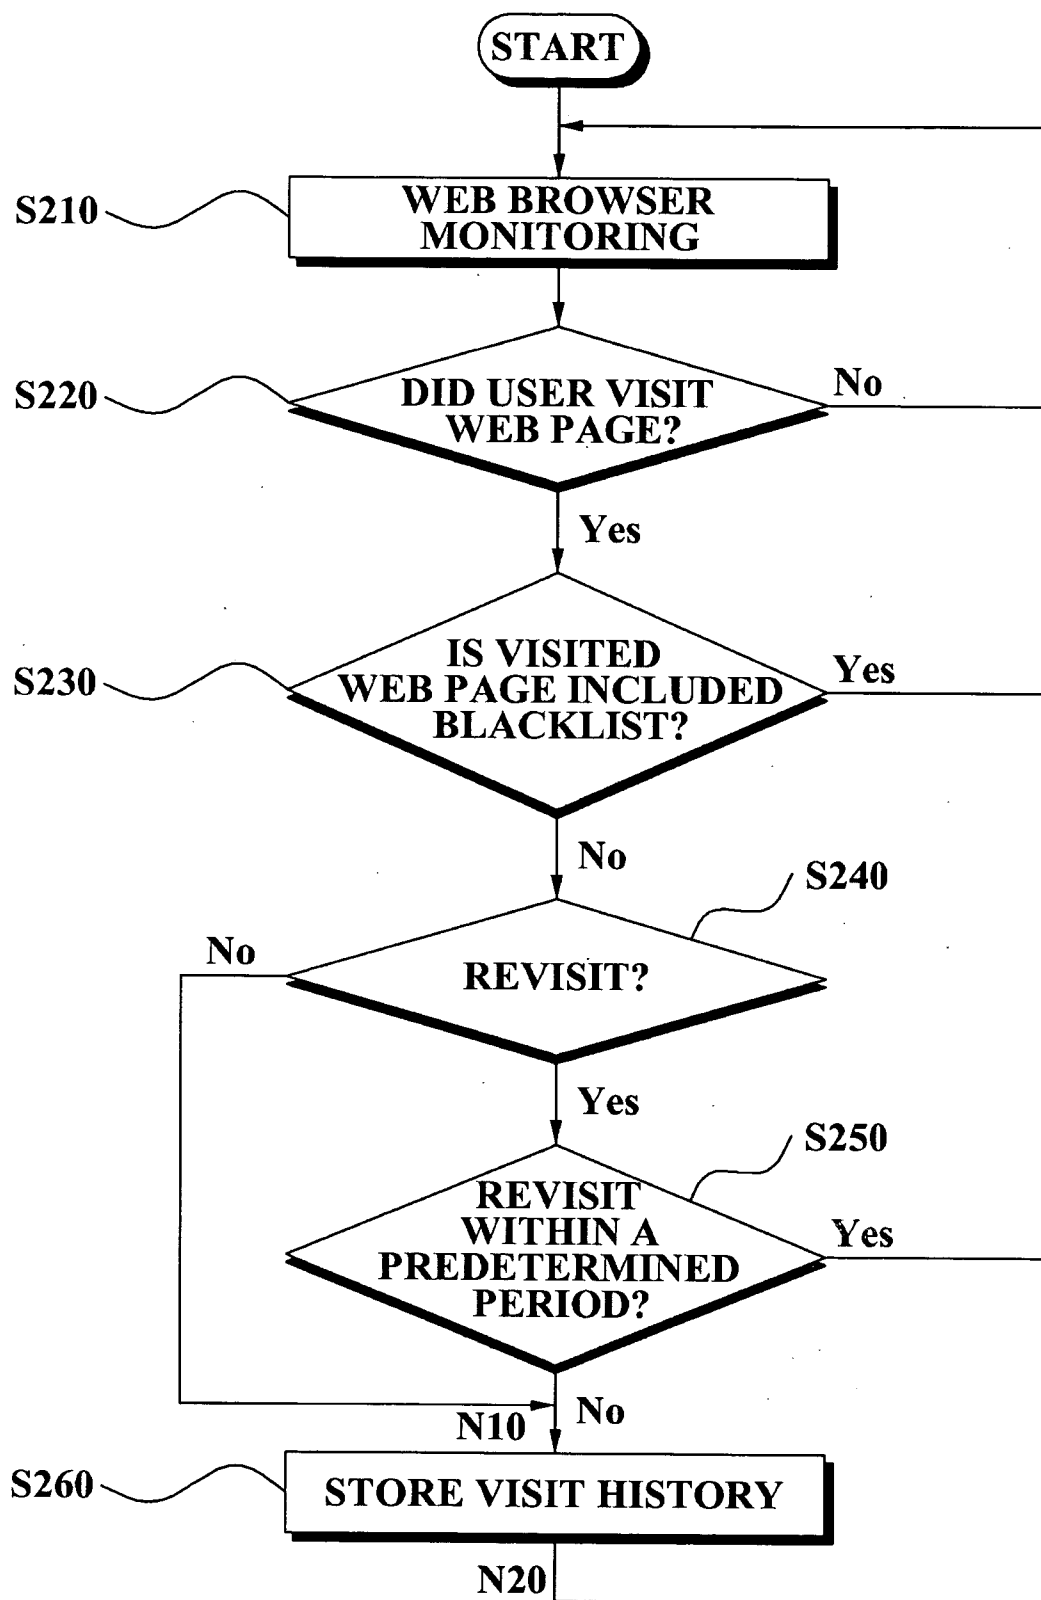 START
S210
WEB BROWSER
MONITORING
S220
DID USER VISIT
WEB PAGE?
No
Yes
S230
IS VISITED
WEB PAGE INCLUDED
BLACKLIST?
Yes
No
S240
No
REVISIT?
Yes
S250
REVISIT
WITHIN A
PREDETERMINED
PERIOD?
Yes
N10
No
S260
STORE VISIT HISTORY
N20